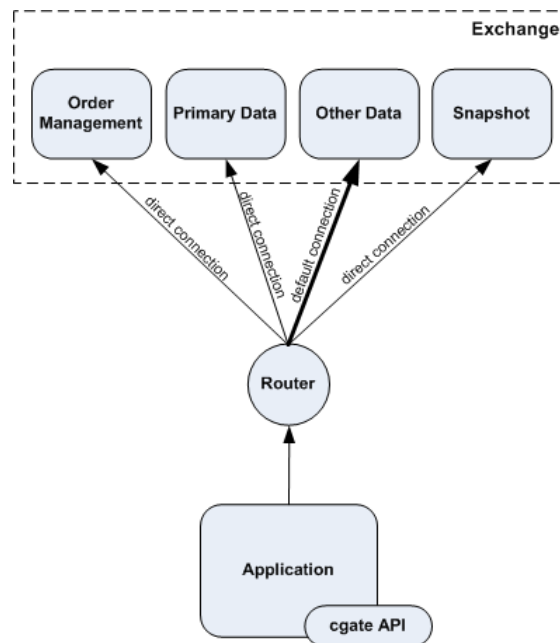 Exchange
Order
Management
Primary Data
Other Data
Snapshot
direct connection
direct connection
default connection
direct connection
Router
Application
cgate API